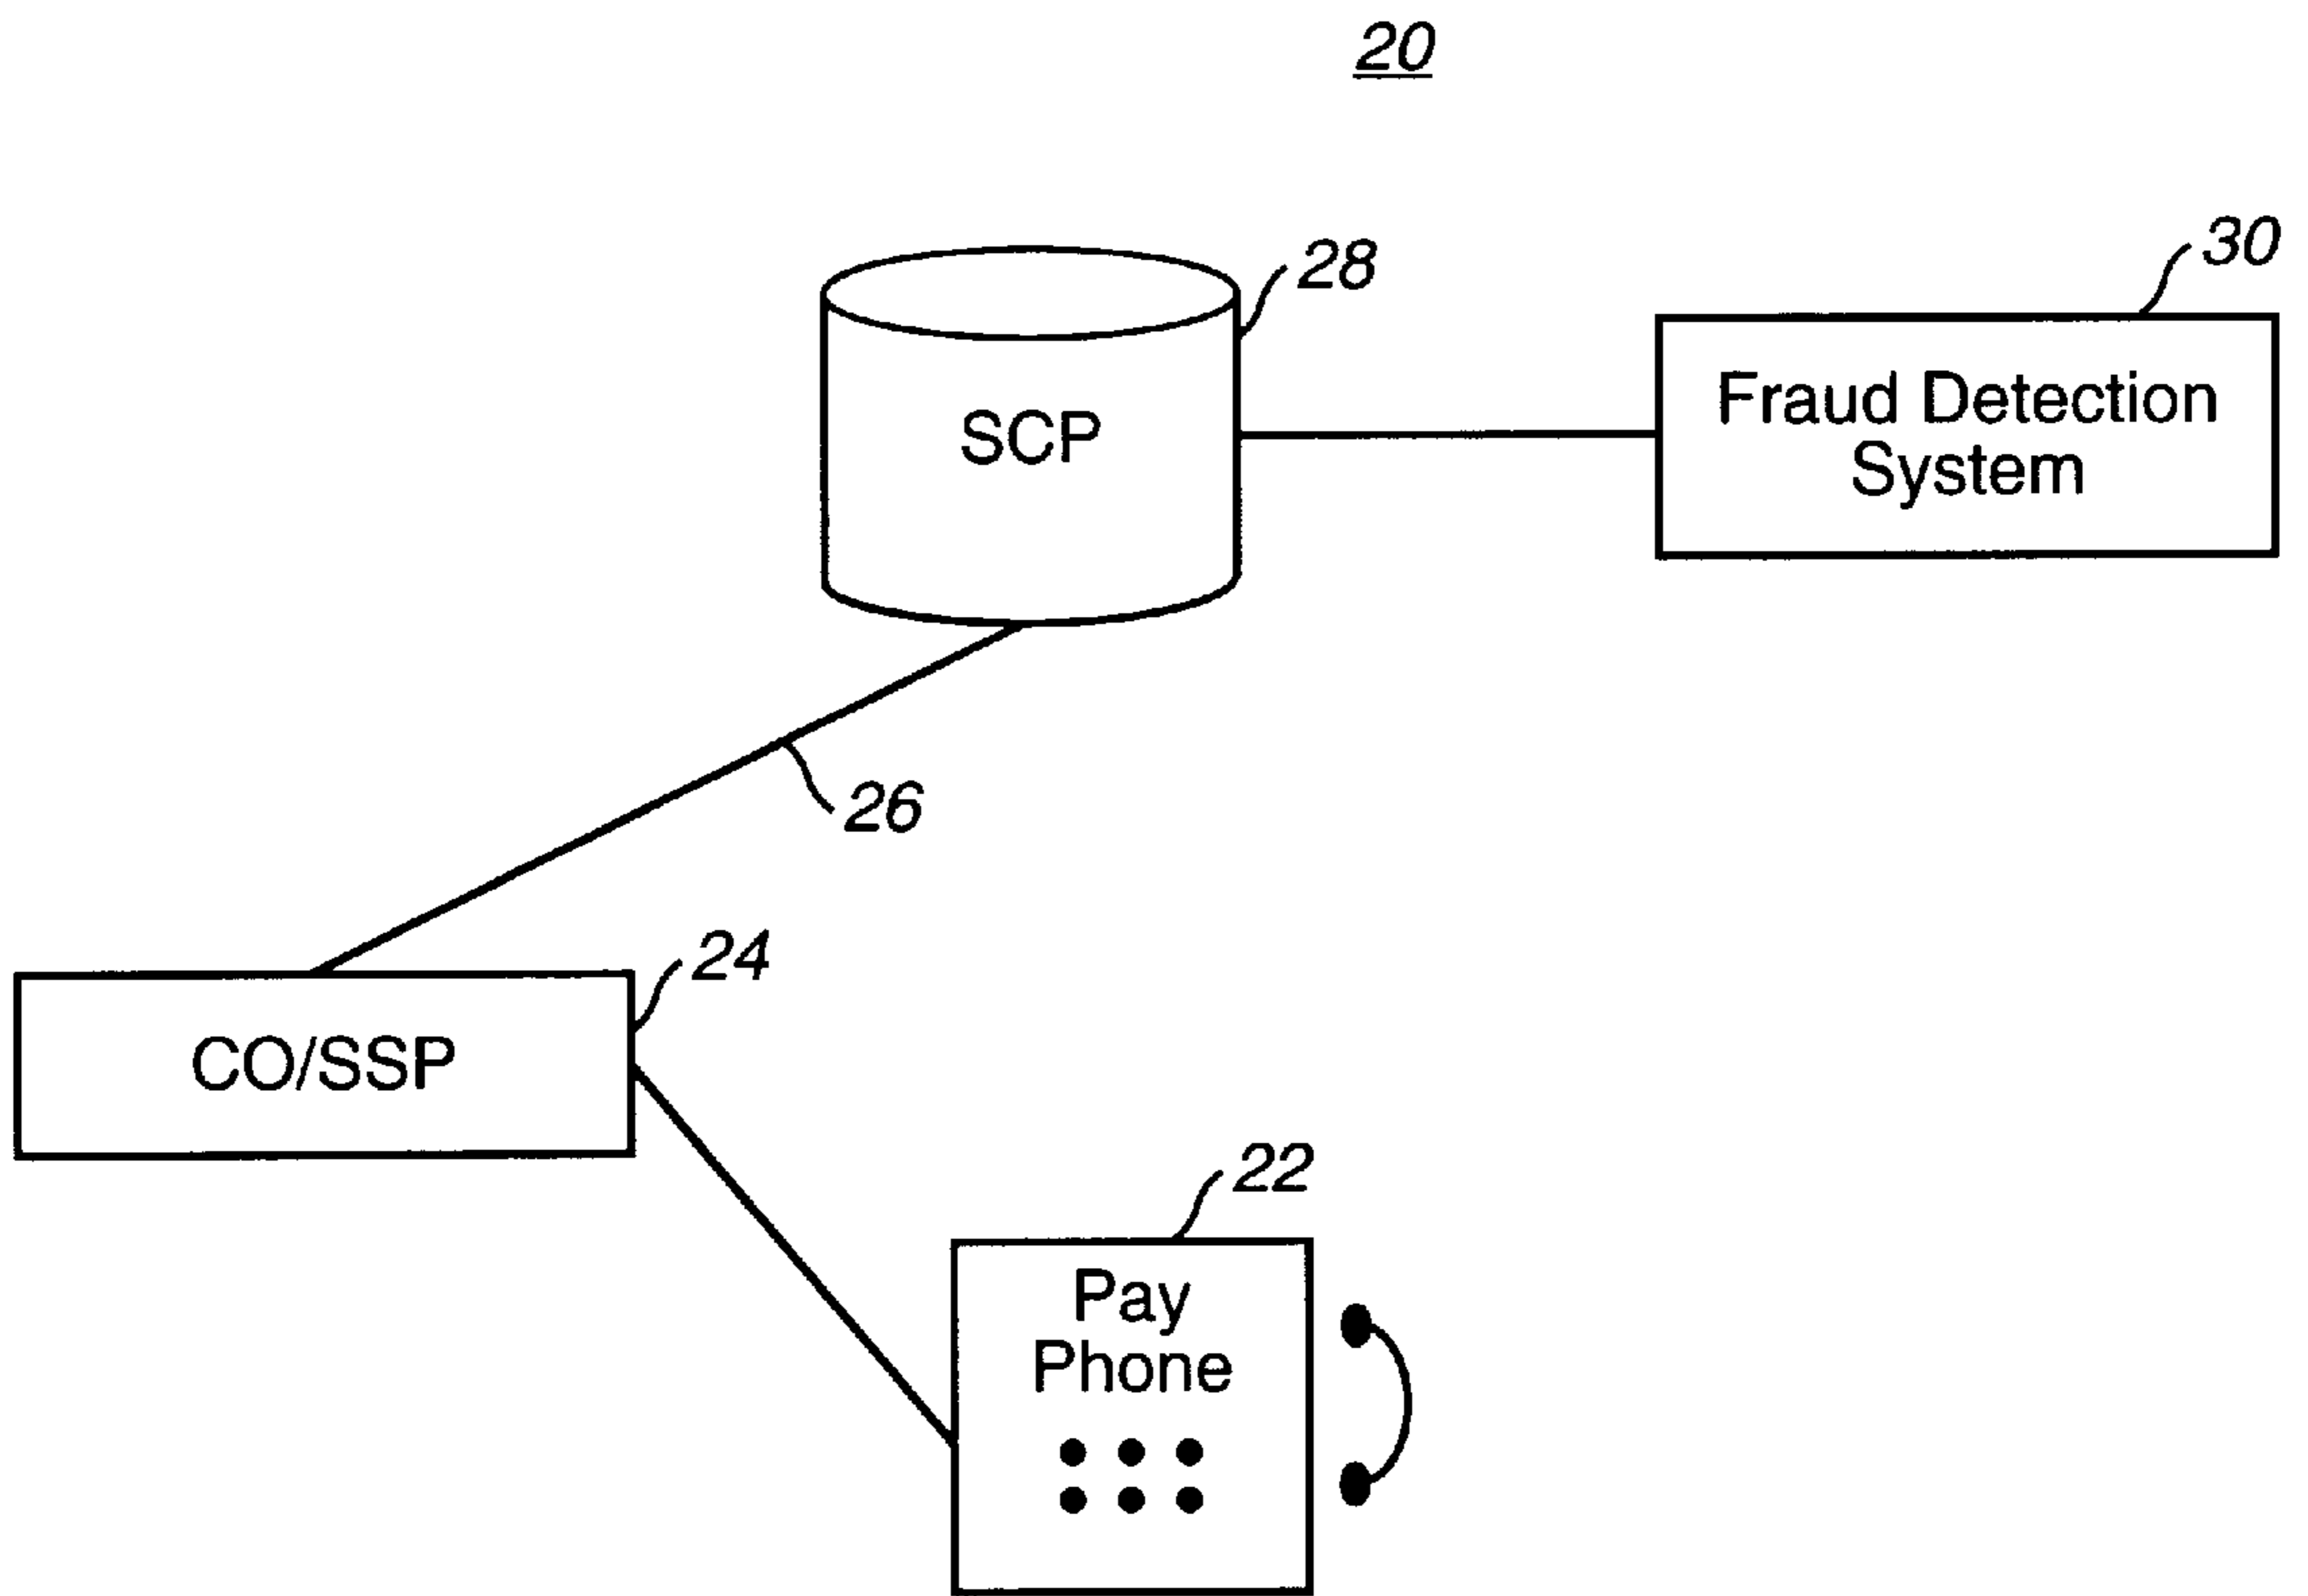 20
28
30
SCP
Fraud Detection
System
26
24
CO/SSP
22
Pay
Phone